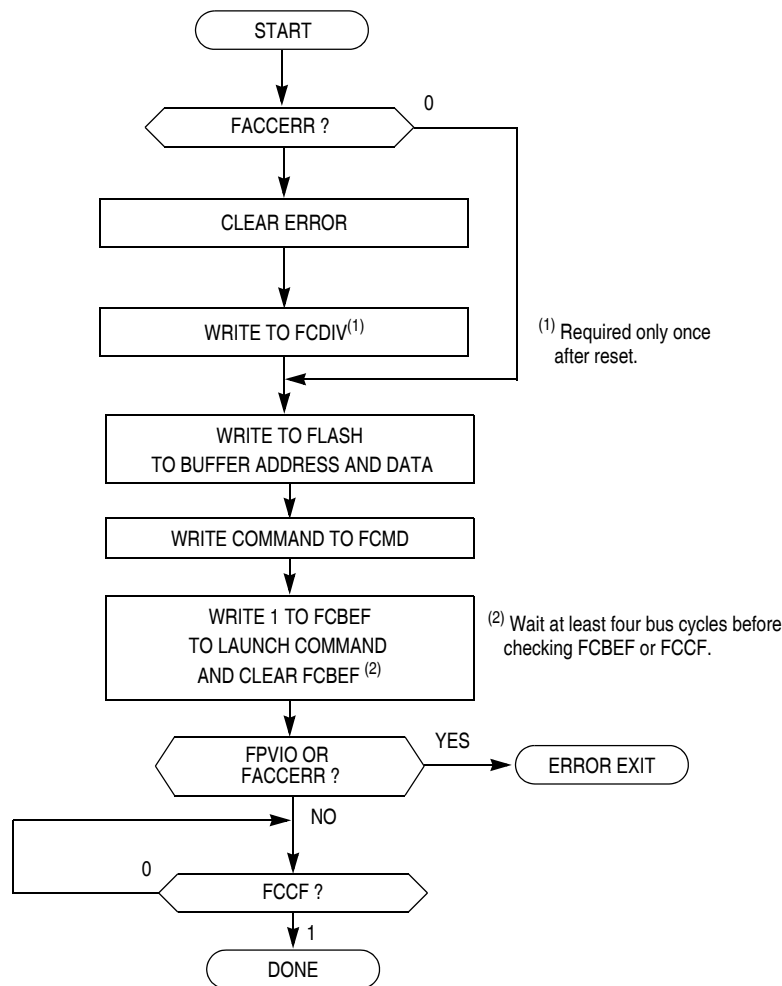 START
0
FACCERR ?
CLEAR ERROR
WRITE TO FCDIV(1)
(1) Required only once
after reset.
WRITE TO FLASH
TO BUFFER ADDRESS AND DATA
WRITE COMMAND TO FCMD
WRITE 1 TO FCBEF
TO LAUNCH COMMAND
AND CLEAR FCBEF (2)
(2) Wait at least four bus cycles before
checking FCBEF or FCCF.
FPVIO OR
FACCERR ?
YES
ERROR EXIT
NO
0
FCCF ?
1
DONE